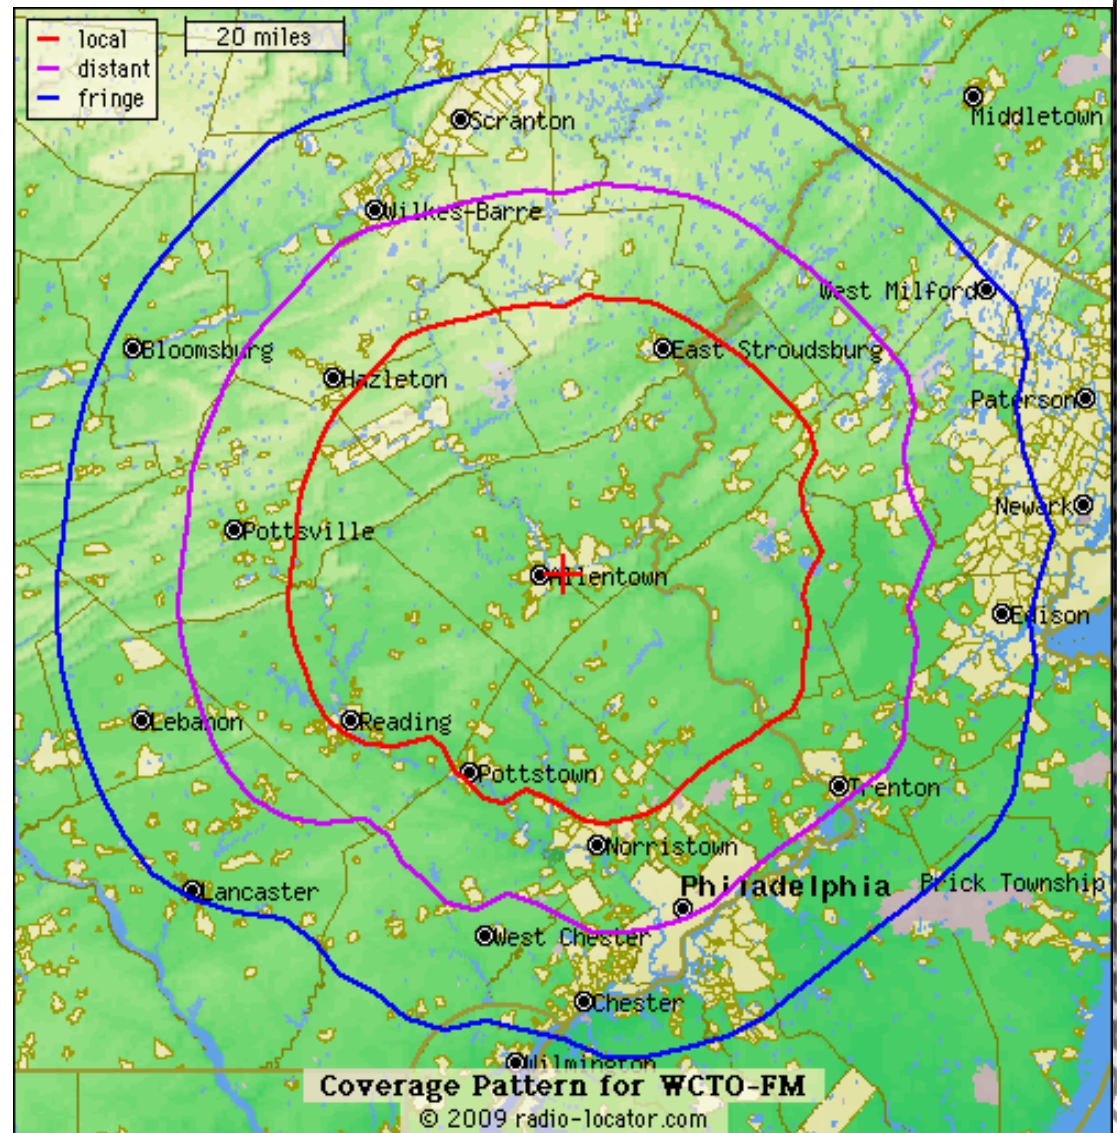 local
20 miles
distant
fringe
Middletown
Scranton
Wilkes-Barre
West Milford
Bloomsburg
East Stroudsburg
Hazleton
Paterson
Newark
Pottsville
Allentown
Edison
Lebanon
Reading
Pottstown
Trenton
Norristown
Philadelphia
Brick Township
Lancaster
West Chester
Chester
Wilmington
Coverage Pattern for WCTO-FM
© 2009 radio-locator.com